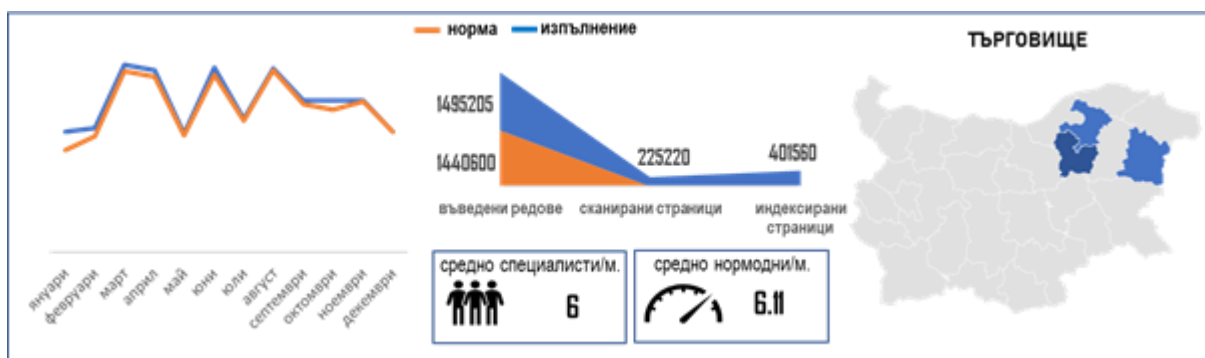 норма
изпълнение
ТЪРГОВИЩЕ
1495205
1440600
225220
401560
въведени редове
сканирани страници
индексирани
страници
януари
февруари
март
април
май
юни
юли
август
септември
октомври
ноември
декември
средно специалисти/м.
6
средно нормодни/м.
6.11